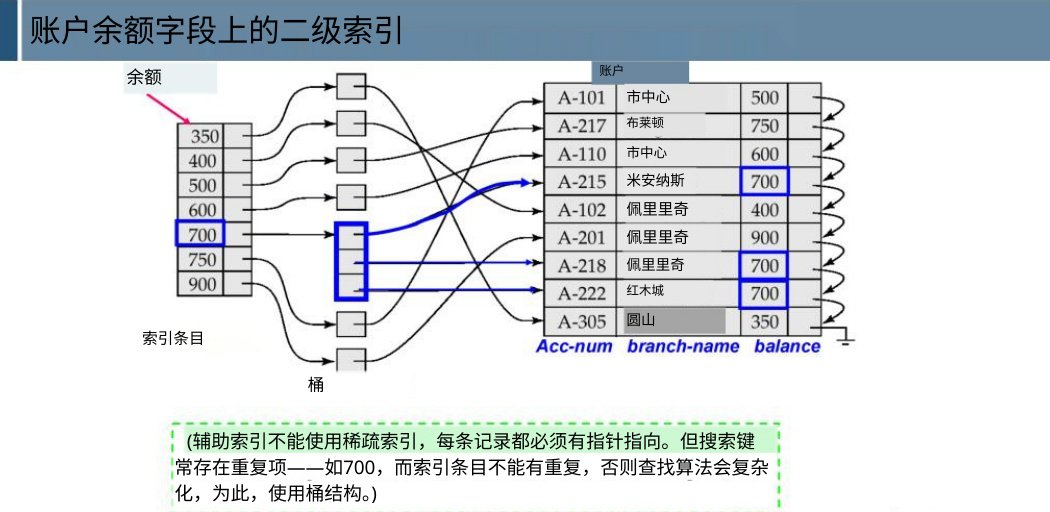 账户余额字段上的二级索引
余额
账户
350
400
500
600
700
750
900
A-101 市中心 500
A-217 布莱顿 750
A-110 市中心 600
A-215 米安纳斯 700
A-102 佩里里奇 400
A-201 佩里里奇 900
A-218 佩里里奇 700
A-222 红木城 700
A-305 圆山 350
Acc-num branch-name balance
索引条目
桶
(辅助索引不能使用稀疏索引，每条记录都必须有指针指向。但搜索键
常存在重复项——如700，而索引条目不能有重复，否则查找算法会复杂
化，为此，使用桶结构。)